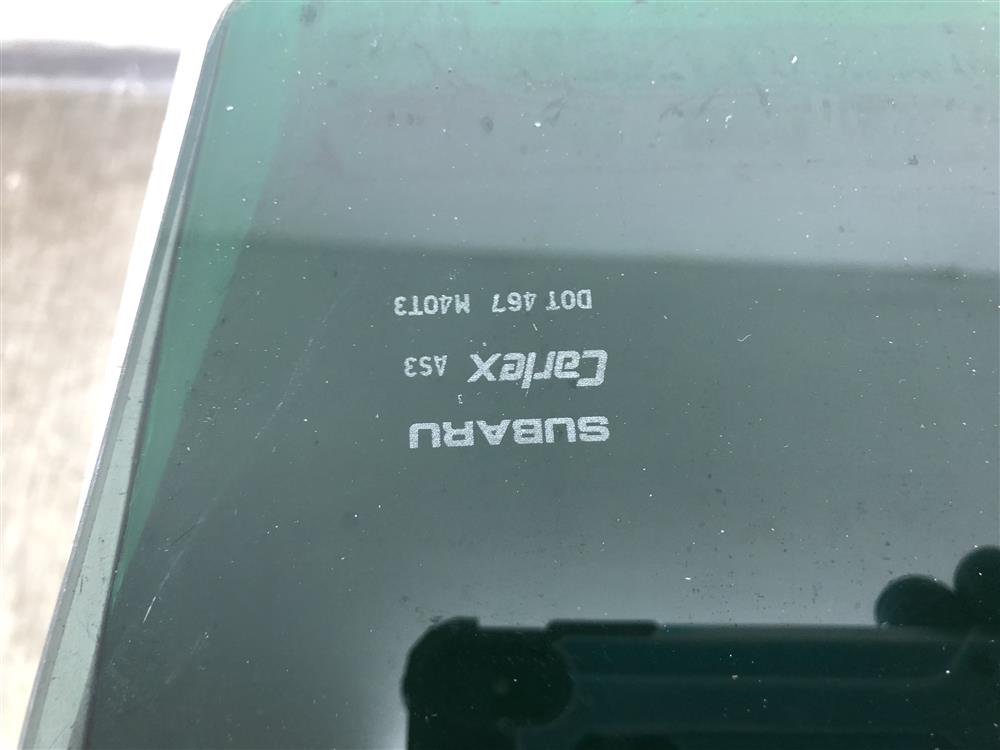 SUBARU
Carlex AS3
DOT 467 M40T3